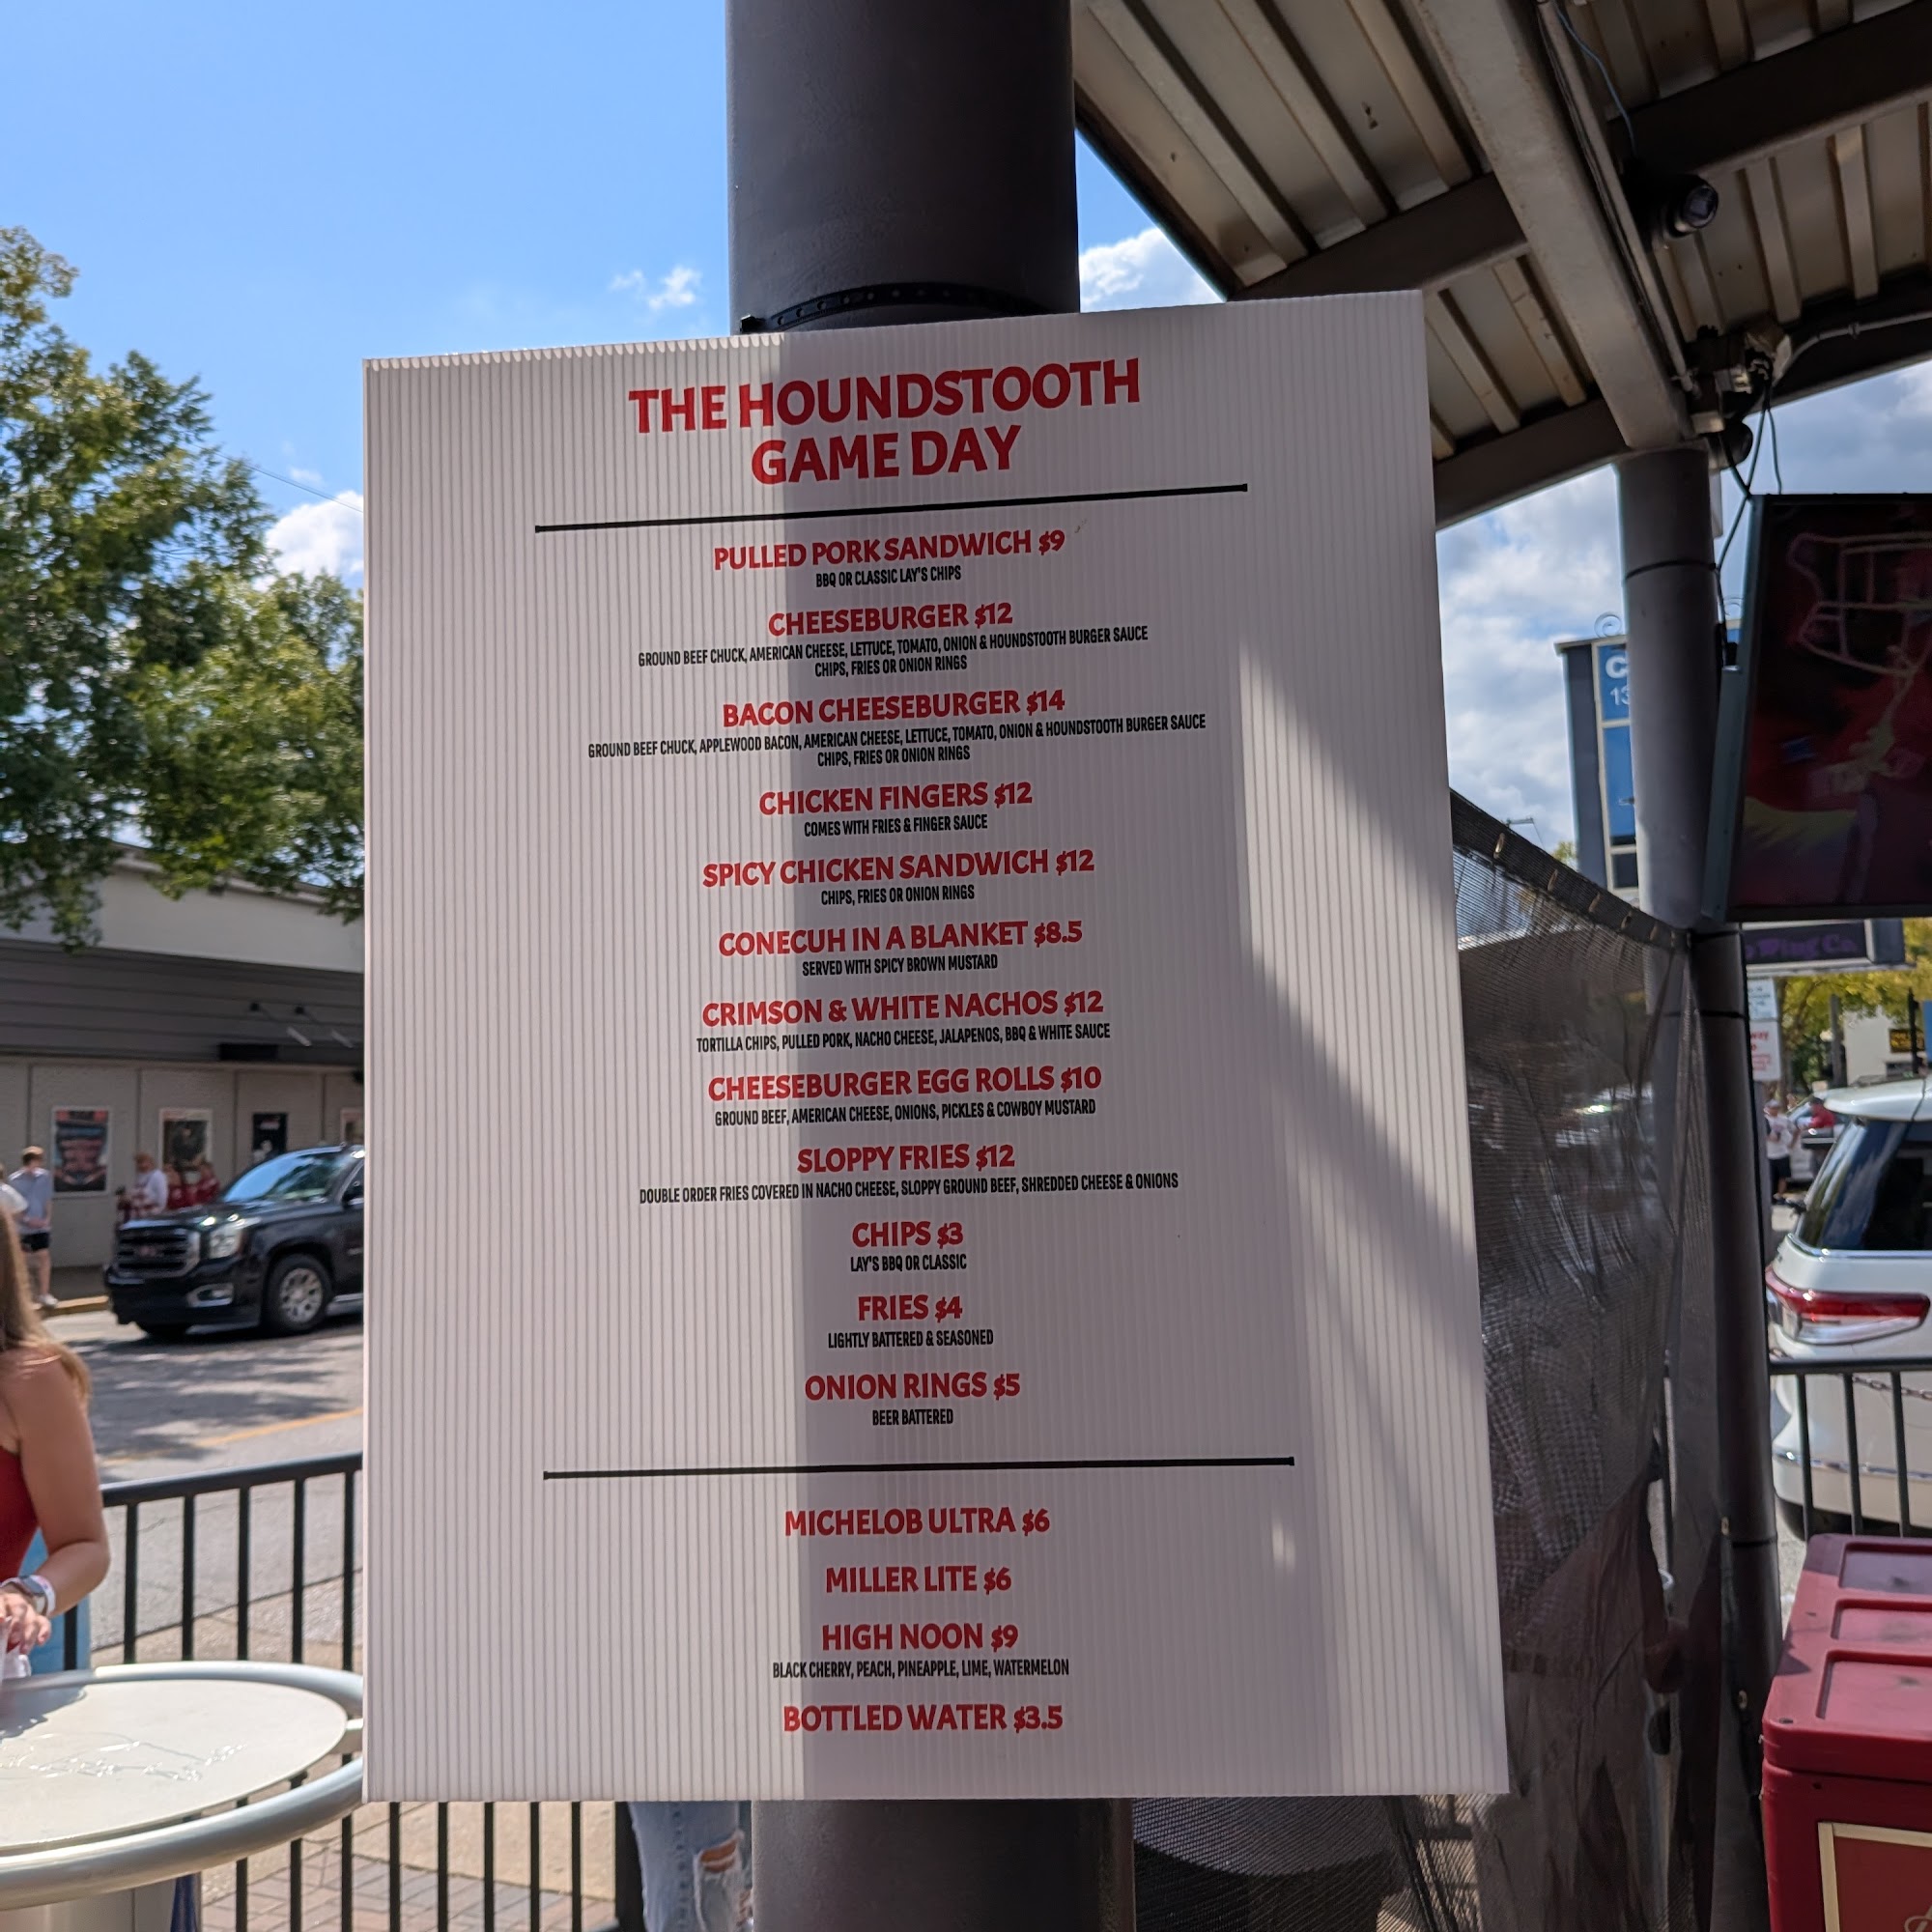 THE HOUNDSTOOTH
GAME DAY
PULLED PORK SANDWICH $9
BBQ OR CLASSIC LAY'S CHIPS
CHEESEBURGER $12
GROUND BEEF CHUCK, AMERICAN CHEESE, LETTUCE, TOMATO, ONION & HOUNDSTOOTH BURGER SAUCE
CHIPS, FRIES OR ONION RINGS
BACON CHEESEBURGER $14
GROUND BEEF CHUCK, APPLEWOOD BACON, AMERICAN CHEESE, LETTUCE, TOMATO, ONION & HOUNDSTOOTH BURGER SAUCE
CHIPS, FRIES OR ONION RINGS
CHICKEN FINGERS $12
COMES WITH FRIES & FINGER SAUCE
SPICY CHICKEN SANDWICH $12
CHIPS, FRIES OR ONION RINGS
CONECUH IN A BLANKET $8.5
SERVED WITH SPICY BROWN MUSTARD
CRIMSON & WHITE NACHOS $12
TORTILLA CHIPS, PULLED PORK, NACHO CHEESE, JALAPENOS, BBQ & WHITE SAUCE
CHEESEBURGER EGG ROLLS $10
GROUND BEEF, AMERICAN CHEESE, ONIONS, PICKLES & COWBOY MUSTARD
SLOPPY FRIES $12
DOUBLE ORDER FRIES COVERED IN NACHO CHEESE, SLOPPY GROUND BEEF, SHREDDED CHEESE & ONIONS
CHIPS $3
LAY'S BBQ OR CLASSIC
FRIES $4
LIGHTLY BATTERED & SEASONED
ONION RINGS $5
BEER BATTERED
MICHELOB ULTRA $6
MILLER LITE $6
HIGH NOON $9
BLACK CHERRY, PEACH, PINEAPPLE, LIME, WATERMELON
BOTTLED WATER $3.5
Wing Co.